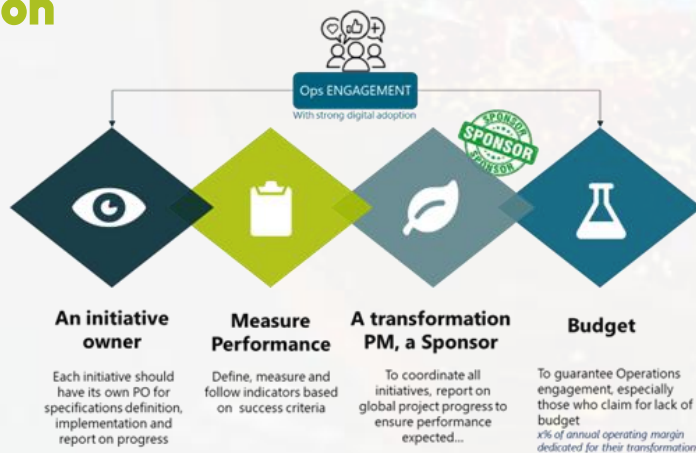 on
Ops ENGAGEMENT
With strong digital adoption
SPONSOR
SPONSOR
SPONSOR
An initiative
owner
Each initiative should
have its own PO for
specifications definition,
implementation and
report on progress
Measure
Performance
Define, measure and
follow indicators based
on success criteria
A transformation
PM, a Sponsor
To coordinate all
initiatives, report on
global project progress to
ensure performance
expected...
Budget
To guarantee Operations
engagement, especially
those who claim for lack of
budget
x% of annual operating margin
dedicated for their transformation